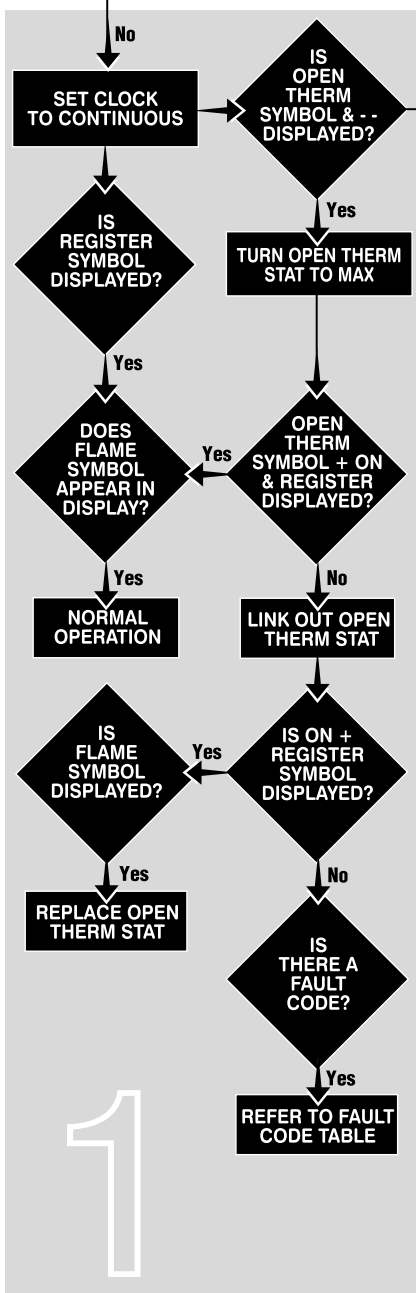 No
SET CLOCK
TO CONTINUOUS
IS
OPEN
THERM
SYMBOL & - -
DISPLAYED?
IS
REGISTER
SYMBOL
DISPLAYED?
Yes
TURN OPEN THERM
STAT TO MAX
Yes
DOES
FLAME
SYMBOL
APPEAR IN
DISPLAY?
Yes
OPEN
THERM
SYMBOL + ON
& REGISTER
DISPLAYED?
Yes
NORMAL
OPERATION
No
LINK OUT OPEN
THERM STAT
IS
FLAME
SYMBOL
DISPLAYED?
Yes
IS ON +
REGISTER
SYMBOL
DISPLAYED?
Yes
REPLACE OPEN
THERM STAT
No
IS
THERE A
FAULT
CODE?
Yes
REFER TO FAULT
CODE TABLE
1